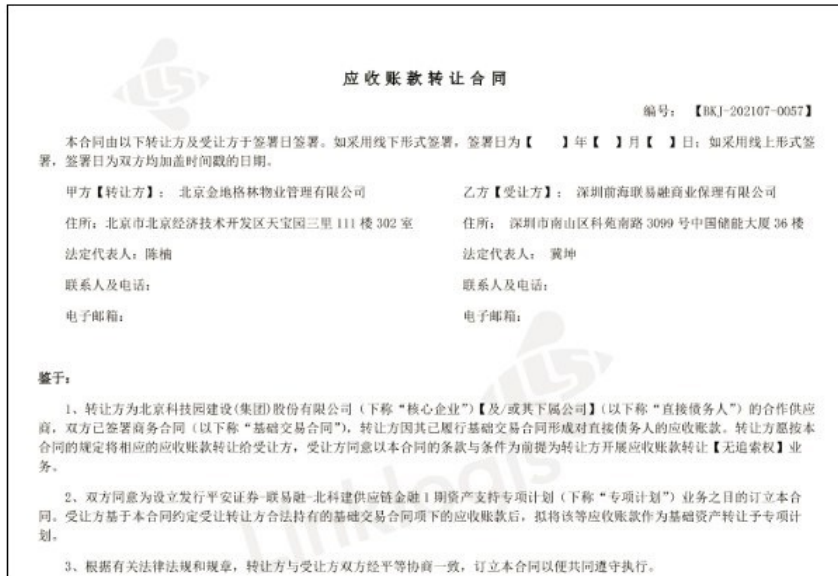 应收账款转让合同
编号：【BKJ-202107-0057】
本合同由以下转让方及受让方于签署日签署。如采用线下形式签署，签署日为【 】年【 】月【 】日；如采用线上形式签
署，签署日为双方均加盖时间戳的日期。
甲方【转让方】： 北京金地格林物业管理有限公司
乙方【受让方】： 深圳前海联易融商业保理有限公司
住所：北京市北京经济技术开发区天宝园三里 111 楼 302 室
住所： 深圳市南山区科苑南路 3099 号中国储能大厦 36 楼
法定代表人：陈楠
法定代表人： 冀坤
联系人及电话：
联系人及电话：
电子邮箱：
电子邮箱：
鉴于：
1、转让方为北京科技园建设(集团)股份有限公司（下称“核心企业”）【及/或其下属公司】（以下称“直接债务人”）的合作供应
商，双方已签署商务合同（以下称“基础交易合同”），转让方因其已履行基础交易合同形成对直接债务人的应收账款。转让方愿按本
合同的规定将相应的应收账款转让给受让方，受让方同意以本合同的条款与条件为前提为转让方开展应收账款转让【无追索权】业
务。
2、双方同意为设立发行平安证券-联易融-北科建供应链金融 1 期资产支持专项计划（下称“专项计划”）业务之目的订立本合
同。受让方基于本合同约定受让转让方合法持有的基础交易合同项下的应收账款后，拟将该等应收账款作为基础资产转让予专项计
划。
3、根据有关法律法规和规章，转让方与受让方双方经平等协商一致，订立本合同以便共同遵守执行。
Linklogis